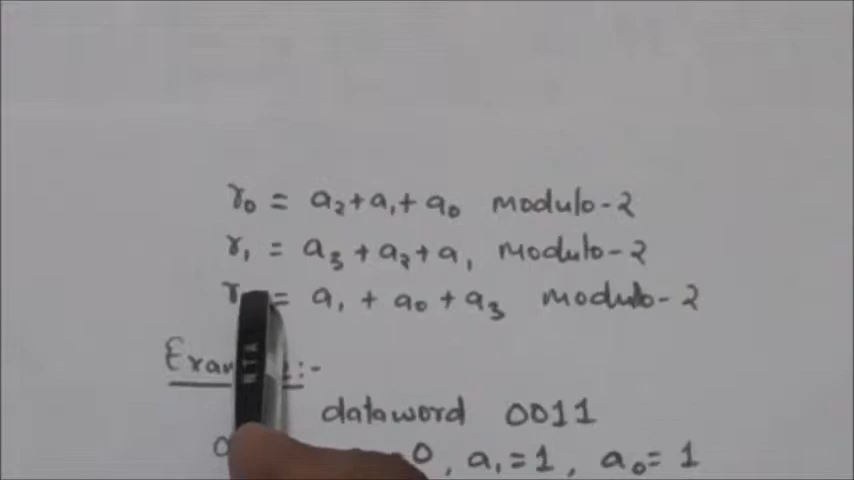 r₀ = a₂+a₁+ a₀ modulo-2
r₁ = a₃ + a₂ + a₁ modulo-2
r = a₁ + a₀ + a₃ modulo-2
:-
dataword 0011
0, a₁=1, a₀=1
MTA